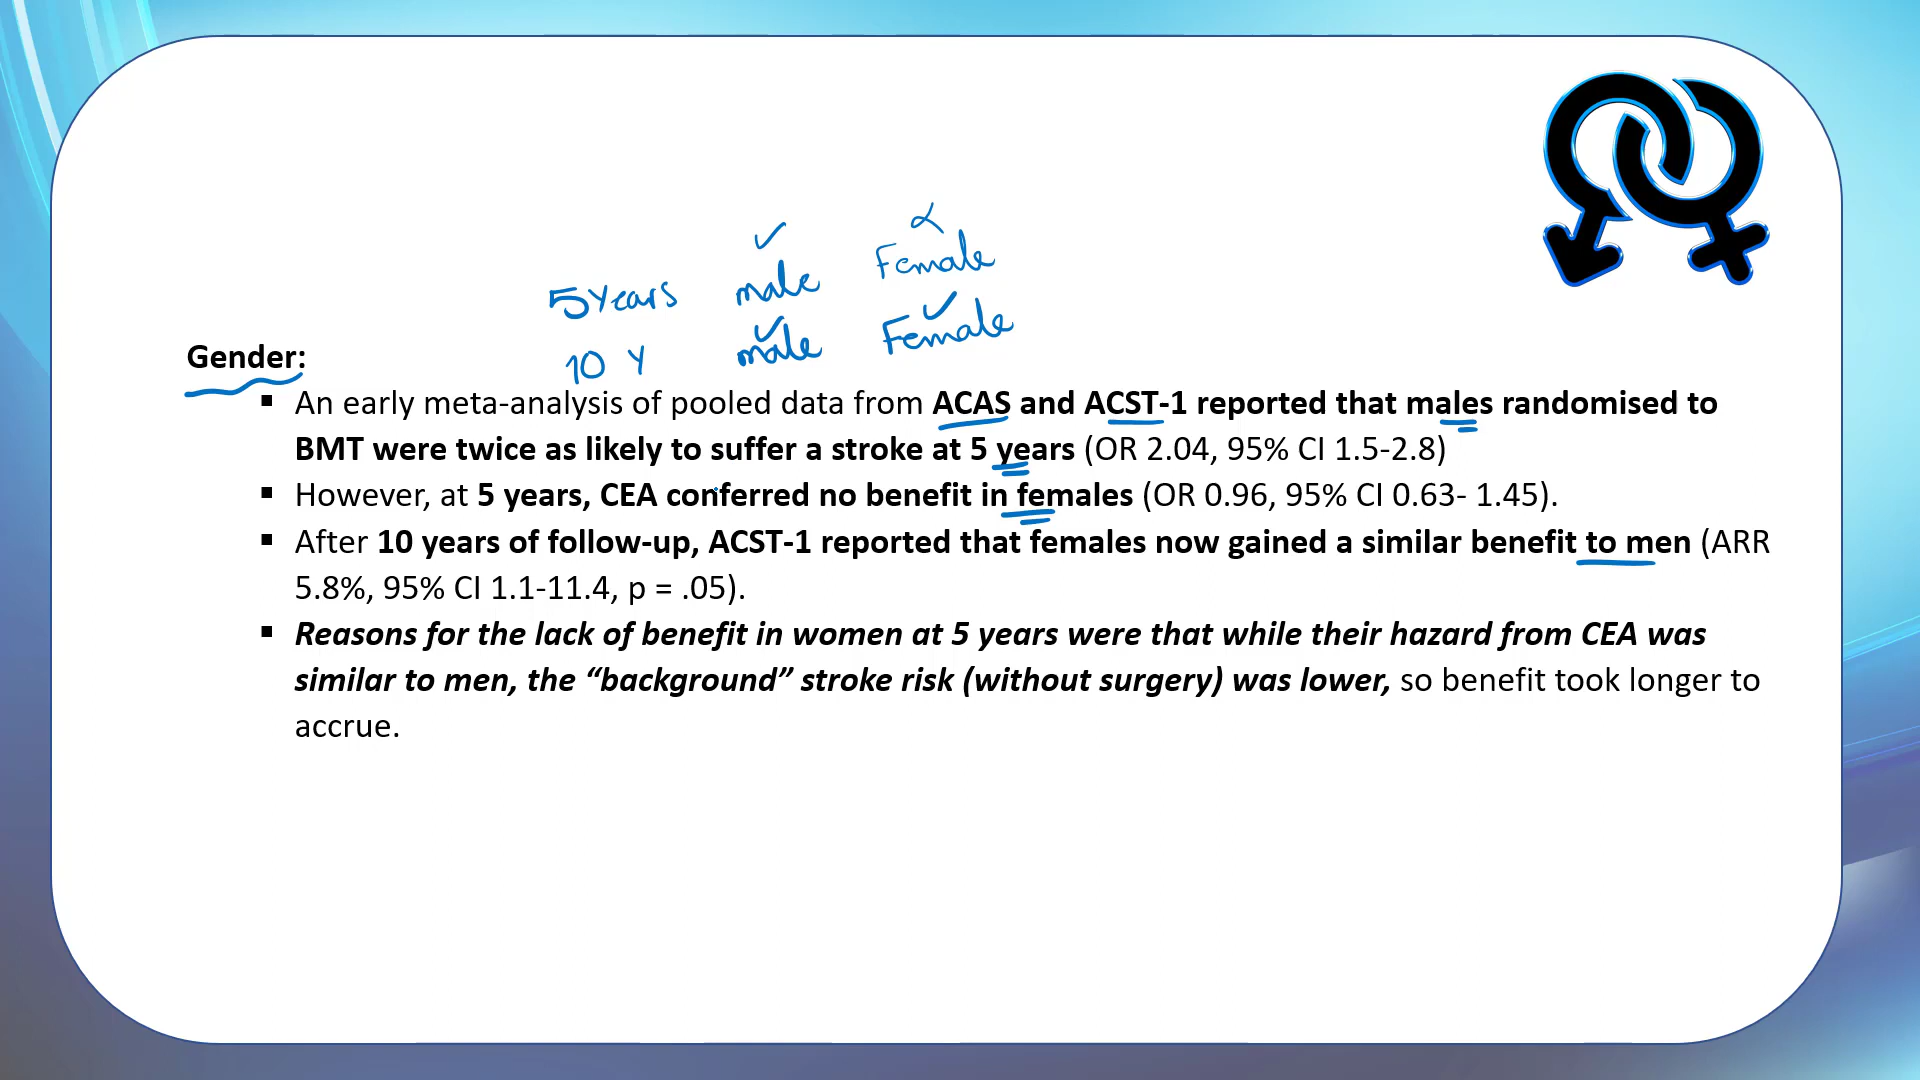 5 Years male Female
10 Y male Female
Gender:
▪ An early meta-analysis of pooled data from ACAS and ACST-1 reported that males randomised to
BMT were twice as likely to suffer a stroke at 5 years (OR 2.04, 95% CI 1.5-2.8)
▪ However, at 5 years, CEA conferred no benefit in females (OR 0.96, 95% CI 0.63- 1.45).
▪ After 10 years of follow-up, ACST-1 reported that females now gained a similar benefit to men (ARR
5.8%, 95% CI 1.1-11.4, p = .05).
▪ Reasons for the lack of benefit in women at 5 years were that while their hazard from CEA was
similar to men, the “background” stroke risk (without surgery) was lower, so benefit took longer to
accrue.